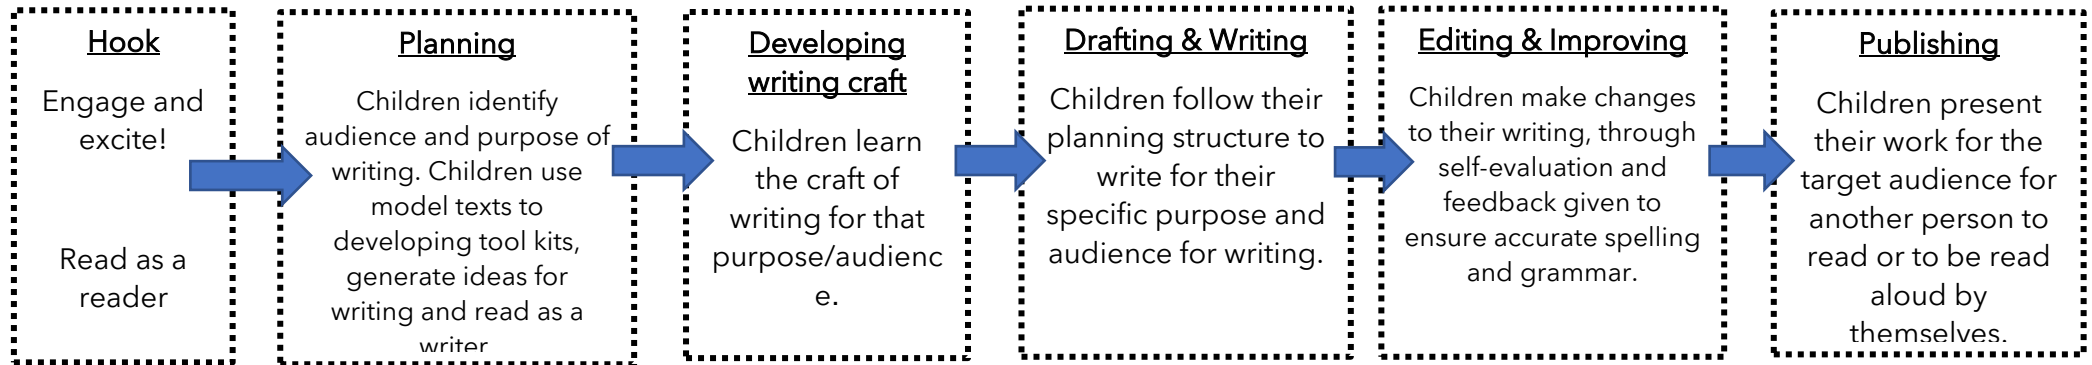 Hook
Engage and
excite!
Read as a
reader
Planning
Children identify
audience and purpose of
writing. Children use
model texts to
developing tool kits,
generate ideas for
writing and read as a
writer
Developing
writing craft
Children learn
the craft of
writing for that
purpose/audienc
e.
Drafting & Writing
Children follow their
planning structure to
write for their
specific purpose and
audience for writing.
Editing & Improving
Children make changes
to their writing, through
self-evaluation and
feedback given to
ensure accurate spelling
and grammar.
Publishing
Children present
their work for the
target audience for
another person to
read or to be read
aloud by
themselves.